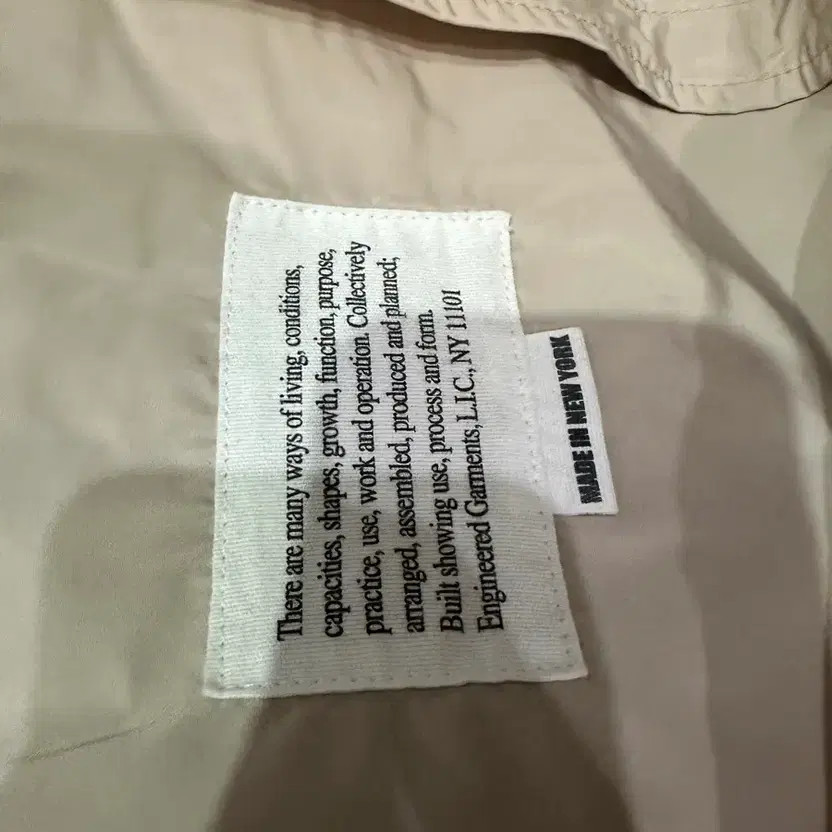 There are many ways of living, conditions,
capacities, shapes, growth, function, purpose,
practice, use, work and operation. Collectively
arranged, assembled, produced and planned;
Built showing use, process and form.
Engineered Garments, L.I.C., NY 11101
MADE IN NEW YORK